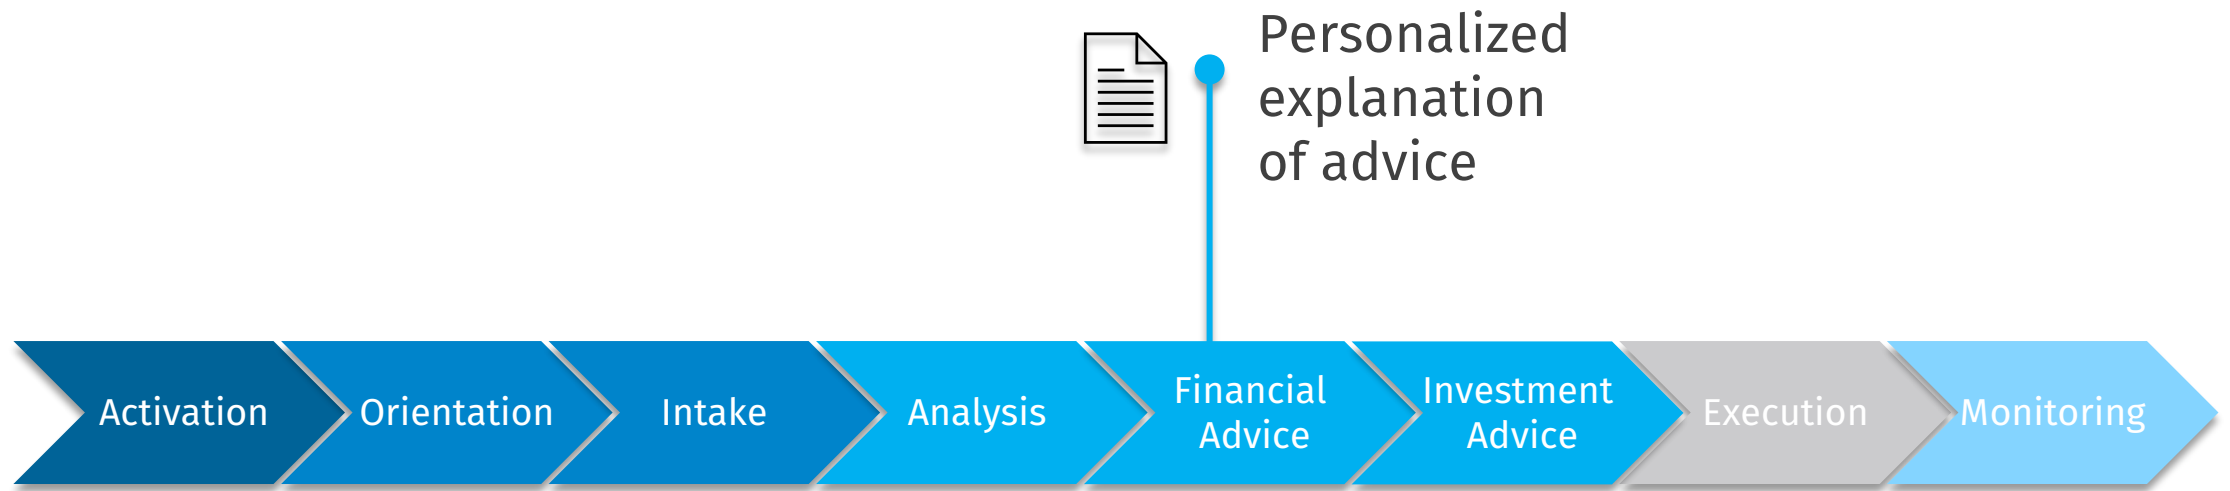 Personalized
explanation
of advice
Activation
Orientation
Intake
Analysis
Financial
Advice
Investment
Advice
Execution
Monitoring